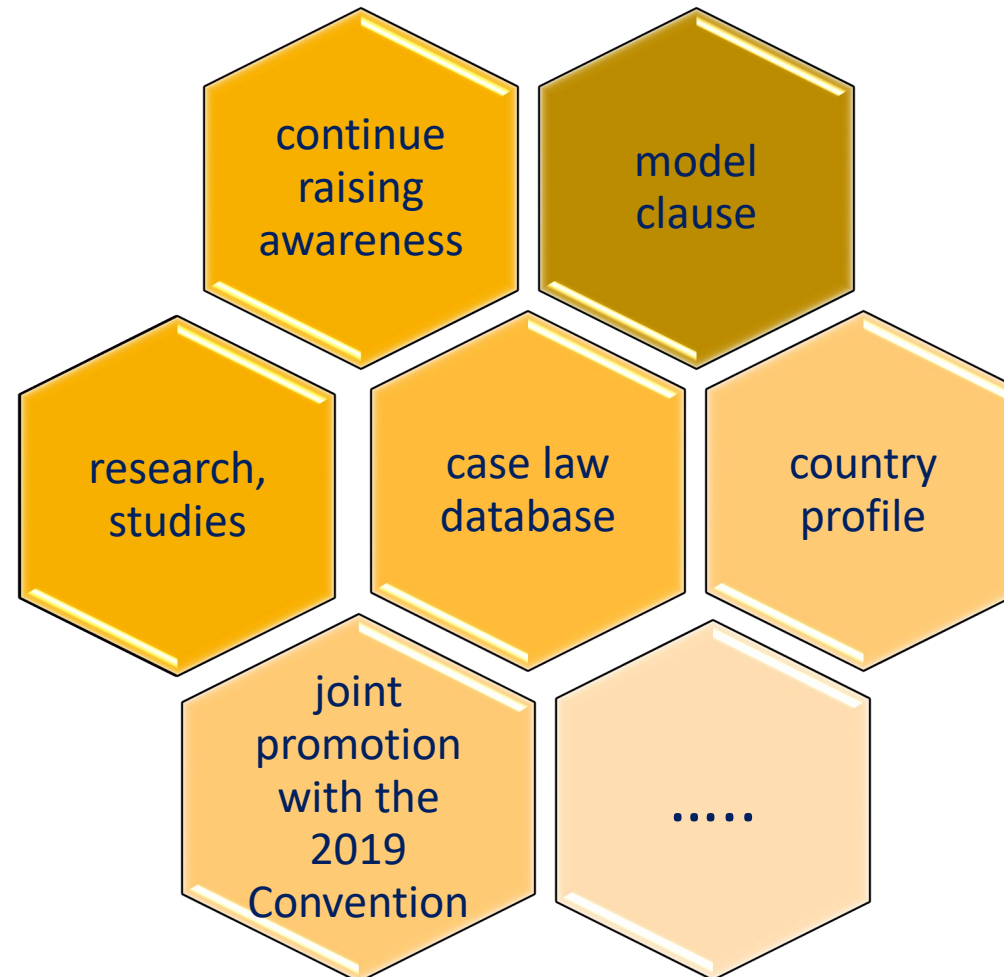 continue
raising
awareness
model
clause
research,
studies
case law
database
country
profile
joint
promotion
with the
2019
Convention
.....